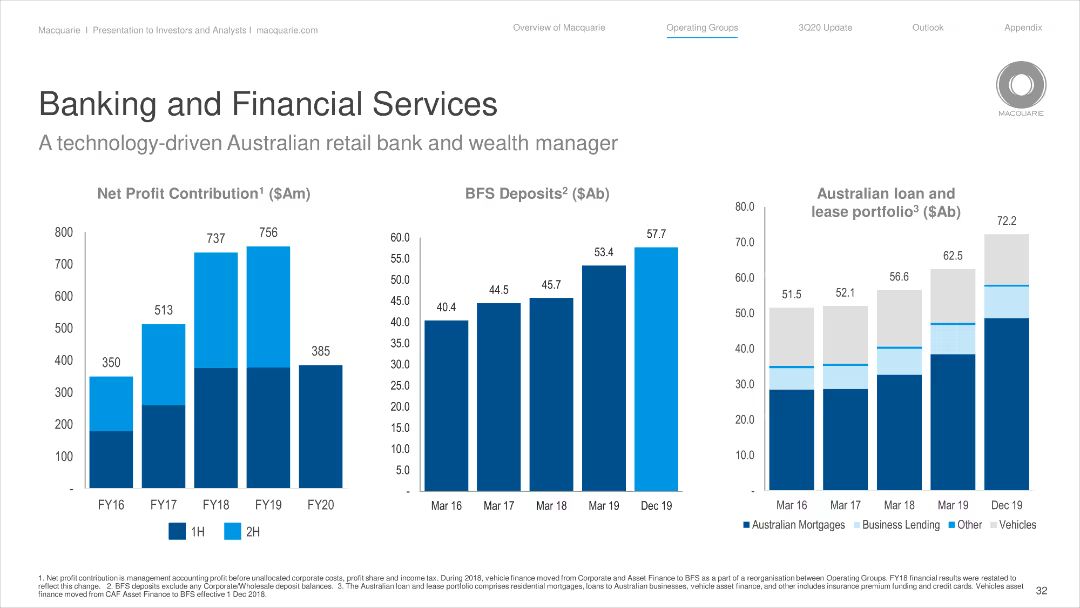 Macquarie I Presentation to Investors and Analysts I macquarie.com
Overview of Macquarie
Operating Groups
3Q20 Update
Outlook
Appendix
MACQUARIE
Banking and Financial Services
A technology-driven Australian retail bank and wealth manager
Net Profit Contribution¹ ($Am)
800
700
600
500
400
300
200
100
-
350
513
737
756
385
FY16 FY17 FY18 FY19 FY20
1H 2H
BFS Deposits² ($Ab)
60.0
55.0
50.0
45.0
40.0
35.0
30.0
25.0
20.0
15.0
10.0
5.0
-
40.4
44.5
45.7
53.4
57.7
Mar 16 Mar 17 Mar 18 Mar 19 Dec 19
Australian loan and
lease portfolio³ ($Ab)
80.0
70.0
60.0
50.0
40.0
30.0
20.0
10.0
-
51.5
52.1
56.6
62.5
72.2
Mar 16 Mar 17 Mar 18 Mar 19 Dec 19
Australian Mortgages Business Lending Other Vehicles
1. Net profit contribution is management accounting profit before unallocated corporate costs, profit share and income tax. During 2018, vehicle finance moved from Corporate and Asset Finance to BFS as a part of a reorganisation between Operating Groups. FY18 financial results were restated to
reflect this change. 2. BFS deposits exclude any Corporate/Wholesale deposit balances. 3. The Australian loan and lease portfolio comprises residential mortgages, loans to Australian businesses, vehicle asset finance, and other includes insurance premium funding and credit cards. Vehicles asset
finance moved from CAF Asset Finance to BFS effective 1 Dec 2018.
32